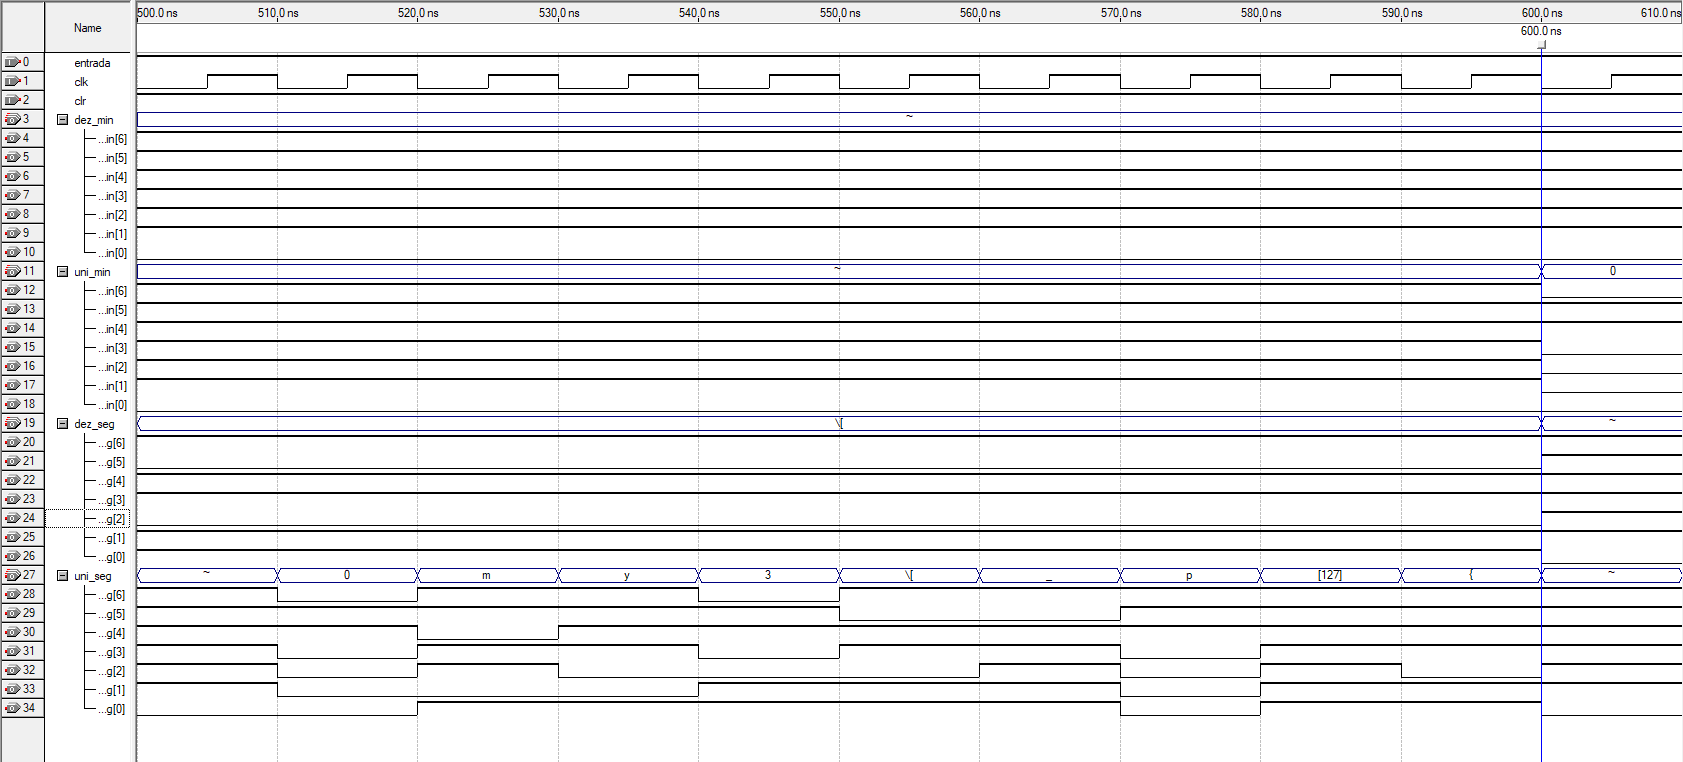 500.0 ns 510.0 ns 520.0 ns 530.0 ns 540.0 ns 550.0 ns 560.0 ns 570.0 ns 580.0 ns 590.0 ns 600.0 ns 610.0 ns
Name
600.0 ns
0 entrada
1 clk
2 clr
3 dez_min ~
4 ...in[6]
5 ...in[5]
6 ...in[4]
7 ...in[3]
8 ...in[2]
9 ...in[1]
10 ...in[0]
11 uni_min ~ 0
12 ...in[6]
13 ...in[5]
14 ...in[4]
15 ...in[3]
16 ...in[2]
17 ...in[1]
18 ...in[0]
19 dez_seg \[ ~
20 ...g[6]
21 ...g[5]
22 ...g[4]
23 ...g[3]
24 ...g[2]
25 ...g[1]
26 ...g[0]
27 uni_seg ~ 0 m y 3 \[ _ p [127] { ~
28 ...g[6]
29 ...g[5]
30 ...g[4]
31 ...g[3]
32 ...g[2]
33 ...g[1]
34 ...g[0]